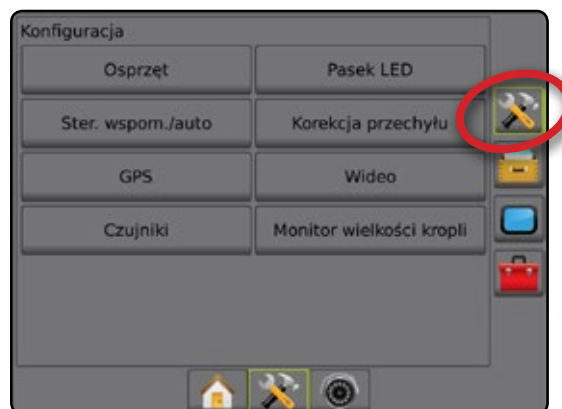 Konfiguracja
Osprzęt
Pasek LED
Ster. wspom./auto
Korekcja przechyłu
GPS
Wideo
Czujniki
Monitor wielkości kropli